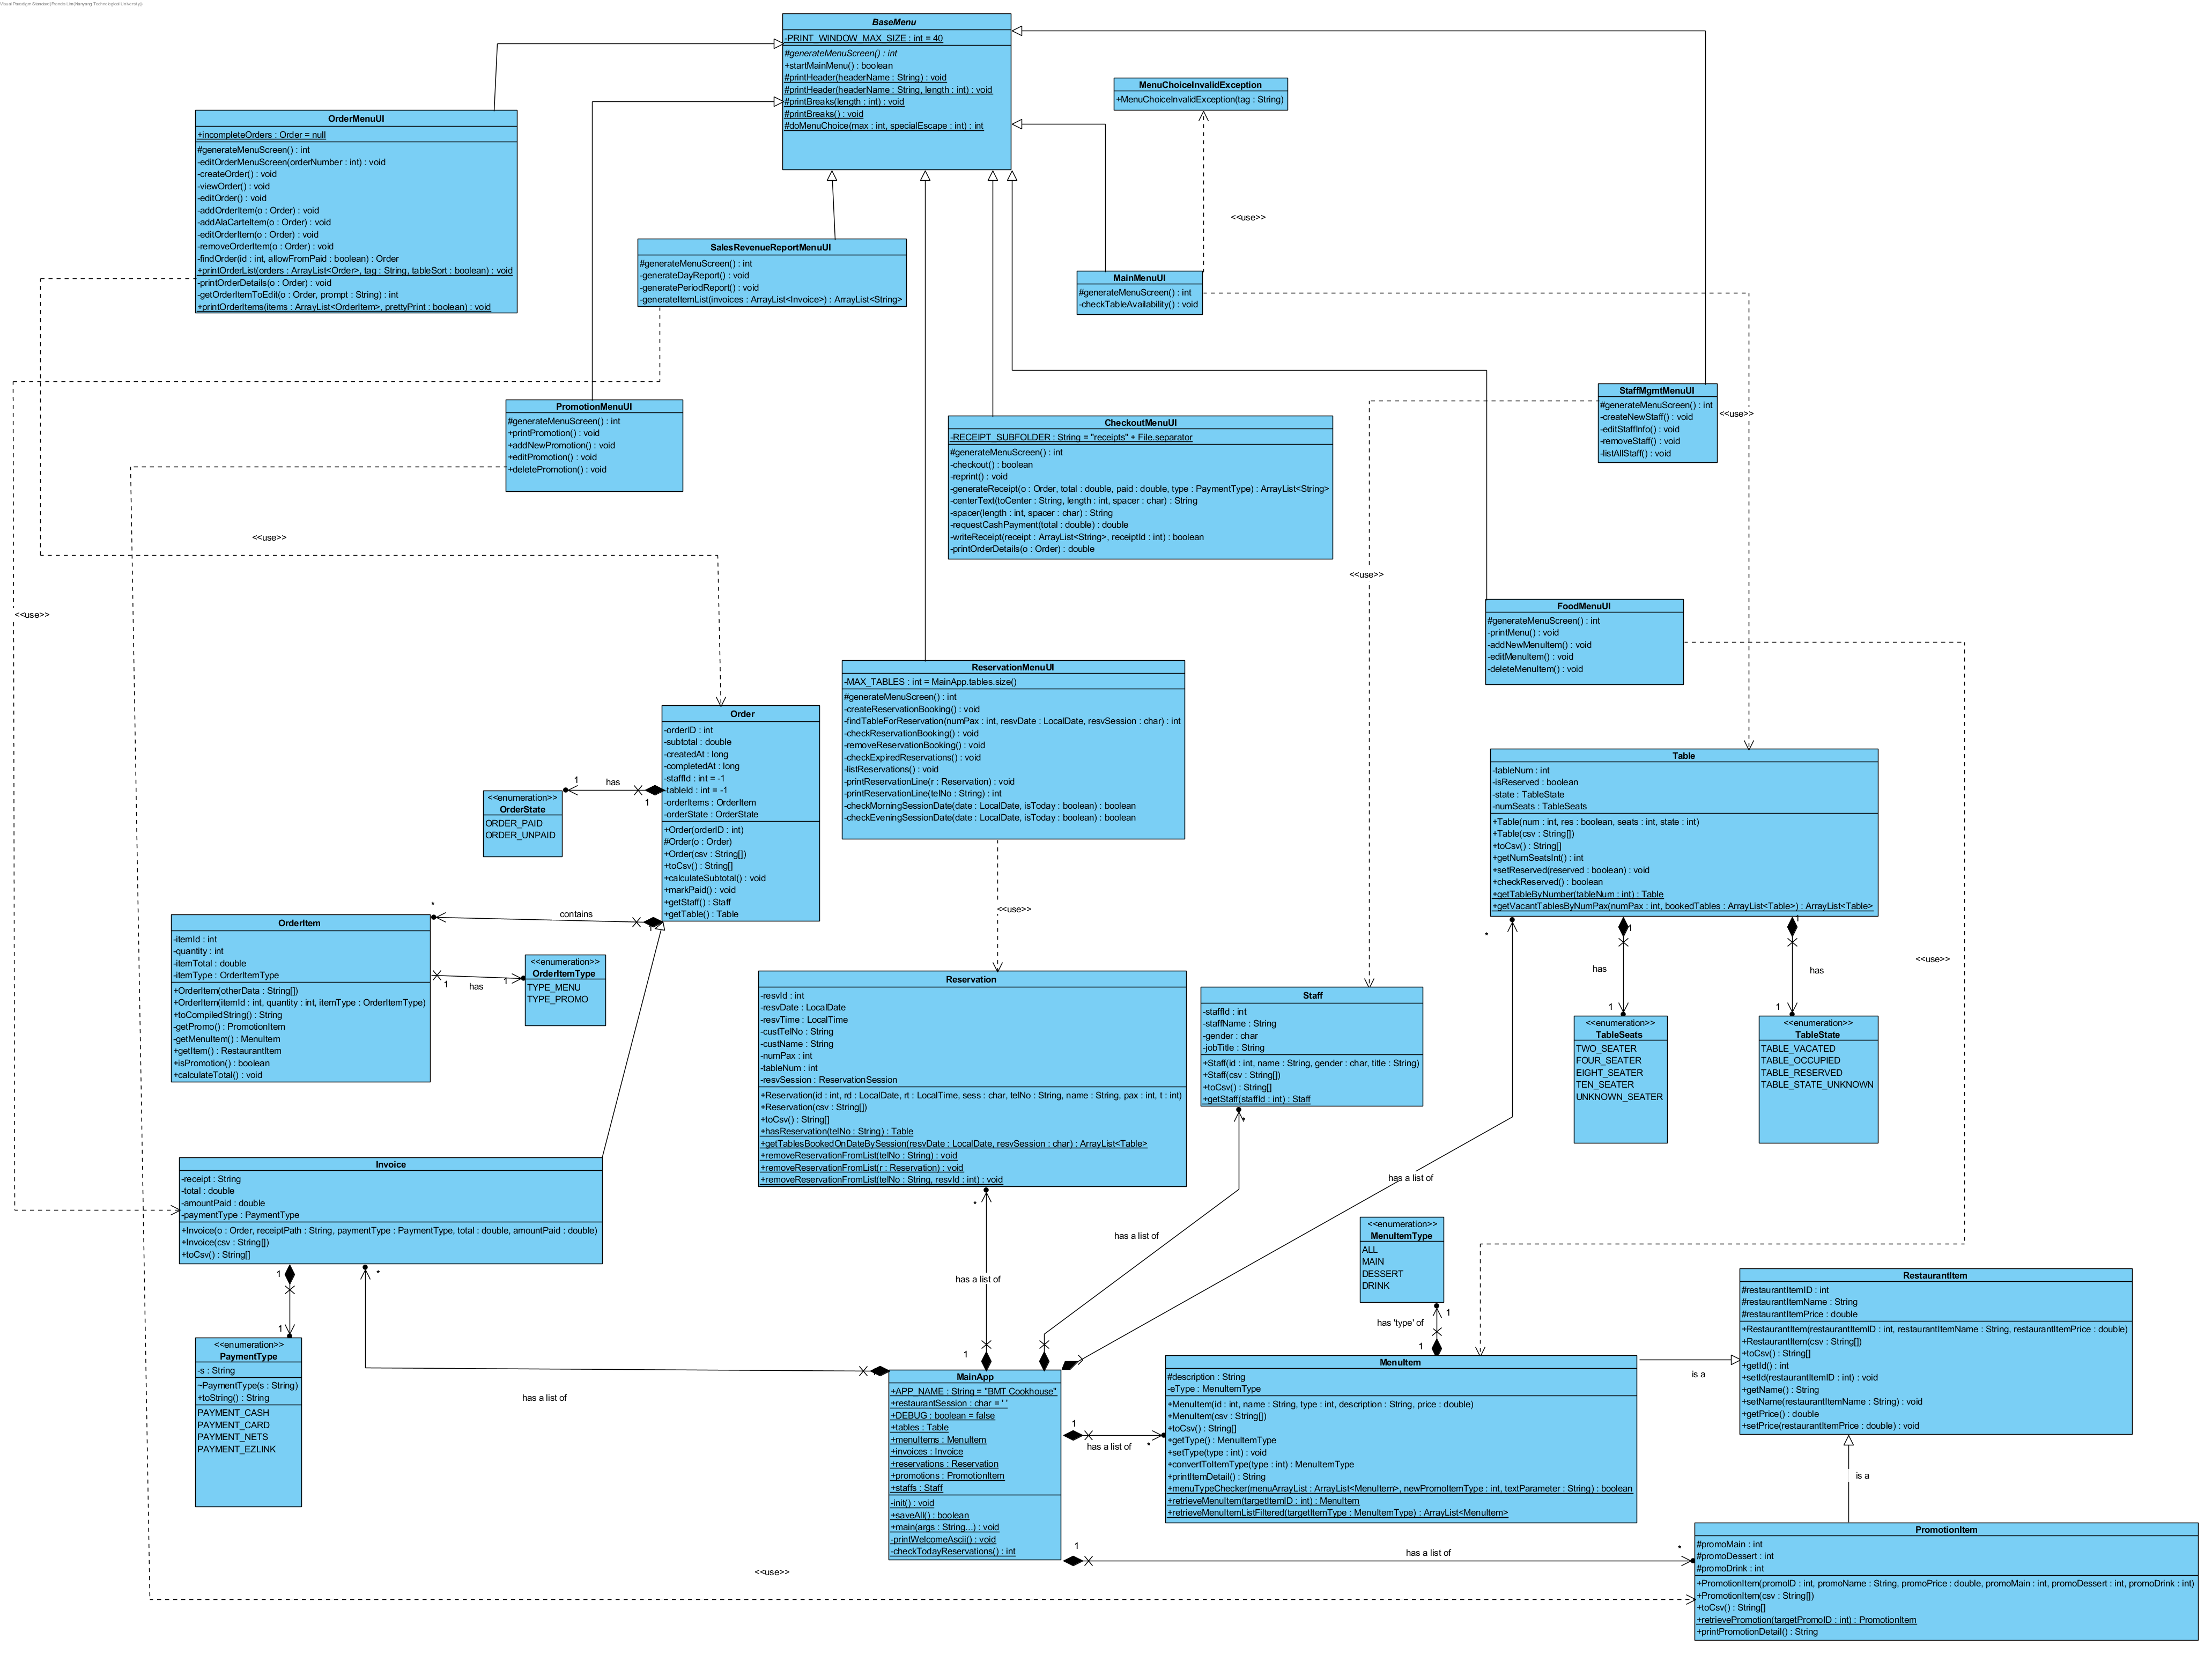 Visual Paradigm Standard(Francis Lim(Nanyang Technological University))
BaseMenu
-PRINT_WINDOW_MAX_SIZE : int = 40
#generateMenuScreen() : int
+startMainMenu() : boolean
#printHeader(headerName : String) : void
#printHeader(headerName : String, length : int) : void
#printBreaks(length : int) : void
#printBreaks() : void
#doMenuChoice(max : int, specialEscape : int) : int
MenuChoiceInvalidException
+MenuChoiceInvalidException(tag : String)
<<use>>
OrderMenuUI
+incompleteOrders : Order = null
#generateMenuScreen() : int
-editOrderMenuScreen(orderNumber : int) : void
-createOrder() : void
-viewOrder() : void
-editOrder() : void
-addOrderItem(o : Order) : void
-addAlaCarteItem(o : Order) : void
-editOrderItem(o : Order) : void
-removeOrderItem(o : Order) : void
-findOrder(id : int, allowFromPaid : boolean) : Order
+printOrderList(orders : ArrayList<Order>, tag : String, tableSort : boolean) : void
-printOrderDetails(o : Order) : void
-getOrderItemToEdit(o : Order, prompt : String) : int
+printOrderItems(items : ArrayList<OrderItem>, prettyPrint : boolean) : void
SalesRevenueReportMenuUI
#generateMenuScreen() : int
-generateDayReport() : void
-generatePeriodReport() : void
-generateItemList(invoices : ArrayList<Invoice>) : ArrayList<String>
MainMenuUI
#generateMenuScreen() : int
-checkTableAvailability() : void
StaffMgmtMenuUI
#generateMenuScreen() : int
-createNewStaff() : void
-editStaffInfo() : void
-removeStaff() : void
-listAllStaff() : void
<<use>>
PromotionMenuUI
#generateMenuScreen() : int
+printPromotion() : void
+addNewPromotion() : void
+editPromotion() : void
+deletePromotion() : void
CheckoutMenuUI
-RECEIPT_SUBFOLDER : String = "receipts" + File.separator
#generateMenuScreen() : int
-checkout() : boolean
-reprint() : void
-generateReceipt(o : Order, total : double, paid : double, type : PaymentType) : ArrayList<String>
-centerText(toCenter : String, length : int, spacer : char) : String
-spacer(length : int, spacer : char) : String
-requestCashPayment(total : double) : double
-writeReceipt(receipt : ArrayList<String>, receiptId : int) : boolean
-printOrderDetails(o : Order) : double
<<use>>
<<use>>
<<use>>
FoodMenuUI
#generateMenuScreen() : int
-printMenu() : void
-addNewMenuItem() : void
-editMenuItem() : void
-deleteMenuItem() : void
ReservationMenuUI
-MAX_TABLES : int = MainApp.tables.size()
#generateMenuScreen() : int
-createReservationBooking() : void
-findTableForReservation(numPax : int, resvDate : LocalDate, resvSession : char) : int
-checkReservationBooking() : void
-removeReservationBooking() : void
-checkExpiredReservations() : void
-listReservations() : void
-printReservationLine(r : Reservation) : void
-printReservationLine(telNo : String) : int
-checkMorningSessionDate(date : LocalDate, isToday : boolean) : boolean
-checkEveningSessionDate(date : LocalDate, isToday : boolean) : boolean
<<use>>
Order
-orderID : int
-subtotal : double
-createdAt : long
-completedAt : long
-staffId : int = -1
-tableId : int = -1
-orderItems : OrderItem
-orderState : OrderState
+Order(orderID : int)
#Order(o : Order)
+Order(csv : String[])
+toCsv() : String[]
+calculateSubtotal() : void
+markPaid() : void
+getStaff() : Staff
+getTable() : Table
1
has
1
<<enumeration>>
OrderState
ORDER_PAID
ORDER_UNPAID
*
contains
1
OrderItem
-itemId : int
-quantity : int
-itemTotal : double
-itemType : OrderItemType
+OrderItem(otherData : String[])
+OrderItem(itemId : int, quantity : int, itemType : OrderItemType)
+toCompiledString() : String
-getPromo() : PromotionItem
-getMenuItem() : MenuItem
+getItem() : RestaurantItem
+isPromotion() : boolean
+calculateTotal() : void
1
has
1
<<enumeration>>
OrderItemType
TYPE_MENU
TYPE_PROMO
Table
-tableNum : int
-isReserved : boolean
-state : TableState
-numSeats : TableSeats
+Table(num : int, res : boolean, seats : int, state : int)
+Table(csv : String[])
+toCsv() : String[]
+getNumSeatsInt() : int
+setReserved(reserved : boolean) : void
+checkReserved() : boolean
+getTableByNumber(tableNum : int) : Table
+getVacantTablesByNumPax(numPax : int, bookedTables : ArrayList<Table>) : ArrayList<Table>
*
1
has
1
1
has
1
<<use>>
<<enumeration>>
TableSeats
TWO_SEATER
FOUR_SEATER
EIGHT_SEATER
TEN_SEATER
UNKNOWN_SEATER
<<enumeration>>
TableState
TABLE_VACATED
TABLE_OCCUPIED
TABLE_RESERVED
TABLE_STATE_UNKNOWN
Reservation
-resvId : int
-resvDate : LocalDate
-resvTime : LocalTime
-custTelNo : String
-custName : String
-numPax : int
-tableNum : int
-resvSession : ReservationSession
+Reservation(id : int, rd : LocalDate, rt : LocalTime, sess : char, telNo : String, name : String, pax : int, t : int)
+Reservation(csv : String[])
+toCsv() : String[]
+hasReservation(telNo : String) : Table
+getTablesBookedOnDateBySession(resvDate : LocalDate, resvSession : char) : ArrayList<Table>
+removeReservationFromList(telNo : String) : void
+removeReservationFromList(r : Reservation) : void
+removeReservationFromList(telNo : String, resvId : int) : void
Staff
-staffId : int
-staffName : String
-gender : char
-jobTitle : String
+Staff(id : int, name : String, gender : char, title : String)
+Staff(csv : String[])
+toCsv() : String[]
+getStaff(staffId : int) : Staff
*
*
has a list of
has a list of
has a list of
1
Invoice
-receipt : String
-total : double
-amountPaid : double
-paymentType : PaymentType
+Invoice(o : Order, receiptPath : String, paymentType : PaymentType, total : double, amountPaid : double)
+Invoice(csv : String[])
+toCsv() : String[]
1
*
1
has a list of
<<enumeration>>
PaymentType
-s : String
~PaymentType(s : String)
+toString() : String
PAYMENT_CASH
PAYMENT_CARD
PAYMENT_NETS
PAYMENT_EZLINK
<<enumeration>>
MenuItemType
ALL
MAIN
DESSERT
DRINK
1
has 'type' of
1
MainApp
+APP_NAME : String = "BMT Cookhouse"
+restaurantSession : char = ' '
+DEBUG : boolean = false
+tables : Table
+menuItems : MenuItem
+invoices : Invoice
+reservations : Reservation
+promotions : PromotionItem
+staffs : Staff
-init() : void
+saveAll() : boolean
+main(args : String...) : void
-printWelcomeAscii() : void
-checkTodayReservations() : int
1
has a list of
*
MenuItem
#description : String
-eType : MenuItemType
+MenuItem(id : int, name : String, type : int, description : String, price : double)
+MenuItem(csv : String[])
+toCsv() : String[]
+getType() : MenuItemType
+setType(type : int) : void
+convertToItemType(type : int) : MenuItemType
+printItemDetail() : String
+menuTypeChecker(menuArrayList : ArrayList<MenuItem>, newPromoItemType : int, textParameter : String) : boolean
+retrieveMenuItem(targetItemID : int) : MenuItem
+retrieveMenuItemListFiltered(targetItemType : MenuItemType) : ArrayList<MenuItem>
is a
RestaurantItem
#restaurantItemID : int
#restaurantItemName : String
#restaurantItemPrice : double
+RestaurantItem(restaurantItemID : int, restaurantItemName : String, restaurantItemPrice : double)
+RestaurantItem(csv : String[])
+toCsv() : String[]
+getId() : int
+setId(restaurantItemID : int) : void
+getName() : String
+setName(restaurantItemName : String) : void
+getPrice() : double
+setPrice(restaurantItemPrice : double) : void
is a
1
has a list of
*
<<use>>
PromotionItem
#promoMain : int
#promoDessert : int
#promoDrink : int
+PromotionItem(promoID : int, promoName : String, promoPrice : double, promoMain : int, promoDessert : int, promoDrink : int)
+PromotionItem(csv : String[])
+toCsv() : String[]
+retrievePromotion(targetPromoID : int) : PromotionItem
+printPromotionDetail() : String